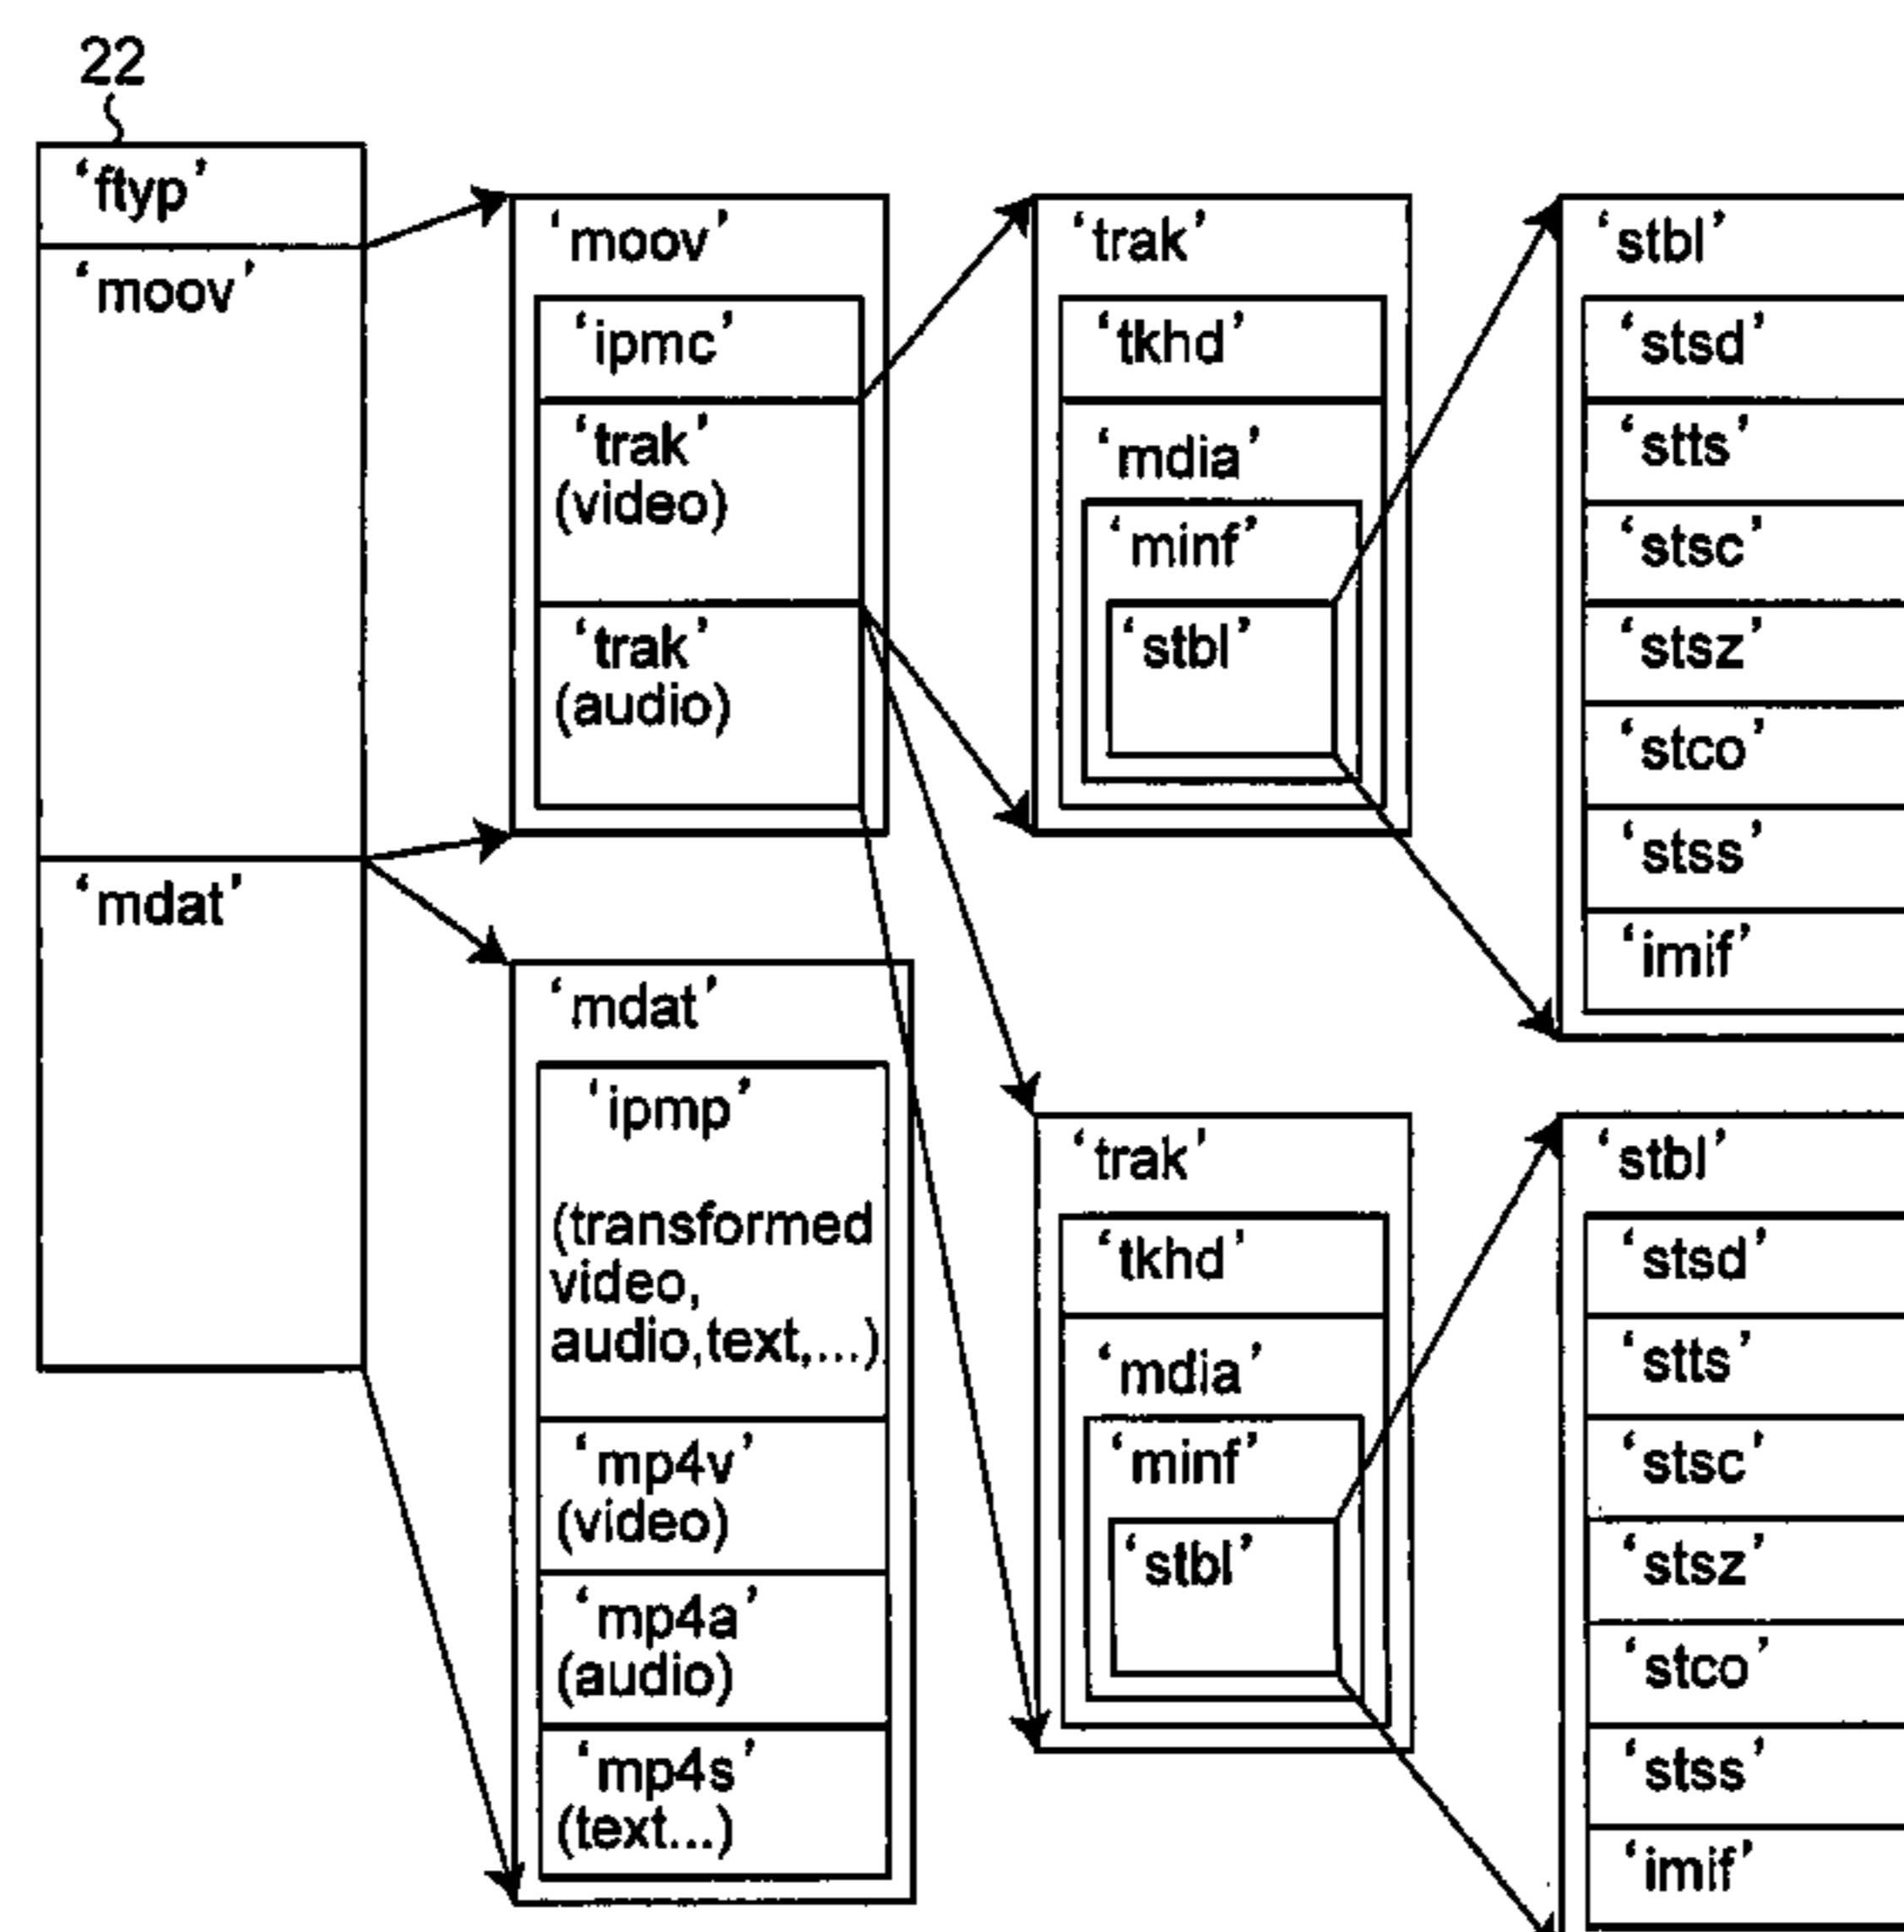 22
‘ftyp’
‘moov’
‘mdat’
‘moov’
‘ipmc’
‘trak’
(video)
‘trak’
(audio)
‘mdat’
‘ipmp’
(transformed
video,
audio,text,...)
‘mp4v’
(video)
‘mp4a’
(audio)
‘mp4s’
(text...)
‘trak’
‘tkhd’
‘mdia’
‘minf’
‘stbl’
‘trak’
‘tkhd’
‘mdia’
‘minf’
‘stbl’
‘stbl’
‘stsd’
‘stts’
‘stsc’
‘stsz’
‘stco’
‘stss’
‘imif’
‘stbl’
‘stsd’
‘stts’
‘stsc’
‘stsz’
‘stco’
‘stss’
‘imif’